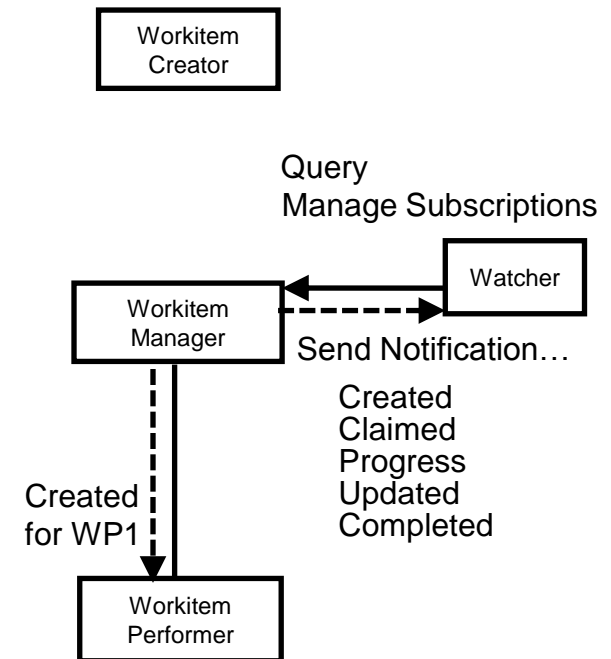 Workitem
Creator
Query
Manage Subscriptions
Watcher
Workitem
Manager
Send Notification…
Created
Claimed
Progress
Updated
Completed
Created
for WP1
Workitem
Performer